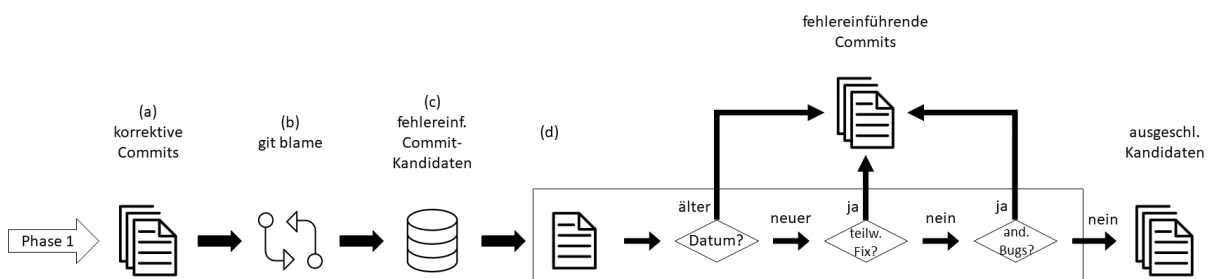 fehlereinführende
Commits
(a)
korrektive
Commits
(b)
git blame
(c)
fehlereinf.
Commit-
Kandidaten
(d)
ausgeschl.
Kandidaten
Phase 1
älter
Datum?
neuer
ja
teilw.
Fix?
nein
ja
and.
Bugs?
nein